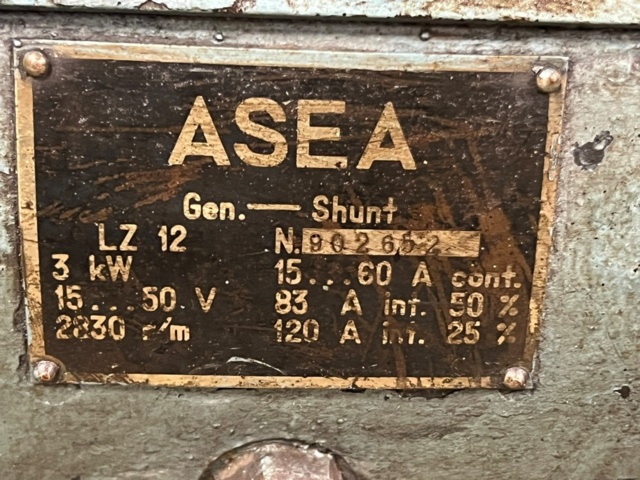 ASEA
Gen. — Shunt
LZ 12 N. 902652
3 kW 15...60 A cont.
15...50 V 83 A int. 50 %
2830 r/m 120 A int. 25 %